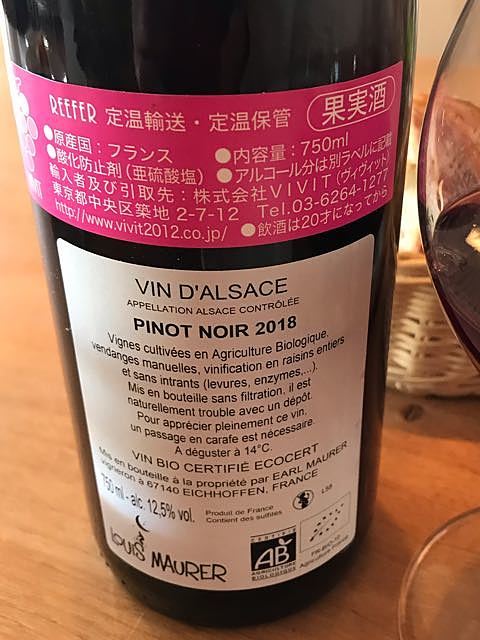 REEFER 定温輸送・定温保管 果実酒
●原産国：フランス ●内容量：750ml
●酸化防止剤（亜硫酸塩） ●アルコール分は別ラベルに記載
輸入者及び引取先：株式会社VIVIT（ヴィヴィット）
東京都中央区築地 2-7-12 Tel.03-6264-1277
http://www.vivit2012.co.jp/ ●飲酒は20才になってから
VIN D'ALSACE
APPELLATION ALSACE CONTRÔLÉE
PINOT NOIR 2018
Vignes cultivées en Agriculture Biologique,
vendanges manuelles, vinification en raisins entiers
et sans intrants (levures, enzymes,...).
Mis en bouteille sans filtration, il est
naturellement trouble avec un dépôt.
Pour apprécier pleinement ce vin,
un passage en carafe est nécessaire.
A déguster à 14°C.
VIN BIO CERTIFIÉ ECOCERT
Mis en bouteille à la propriété par EARL MAURER
vigneron à 67140 EICHHOFFEN, FRANCE
750 ml - alc. 12,5% vol.
Produit de France
Contient des sulfites
L58
LOUIS MAURER
CERTIFIÉ
AB
AGRICULTURE
BIOLOGIQUE
FR-BIO-10
Agriculture France